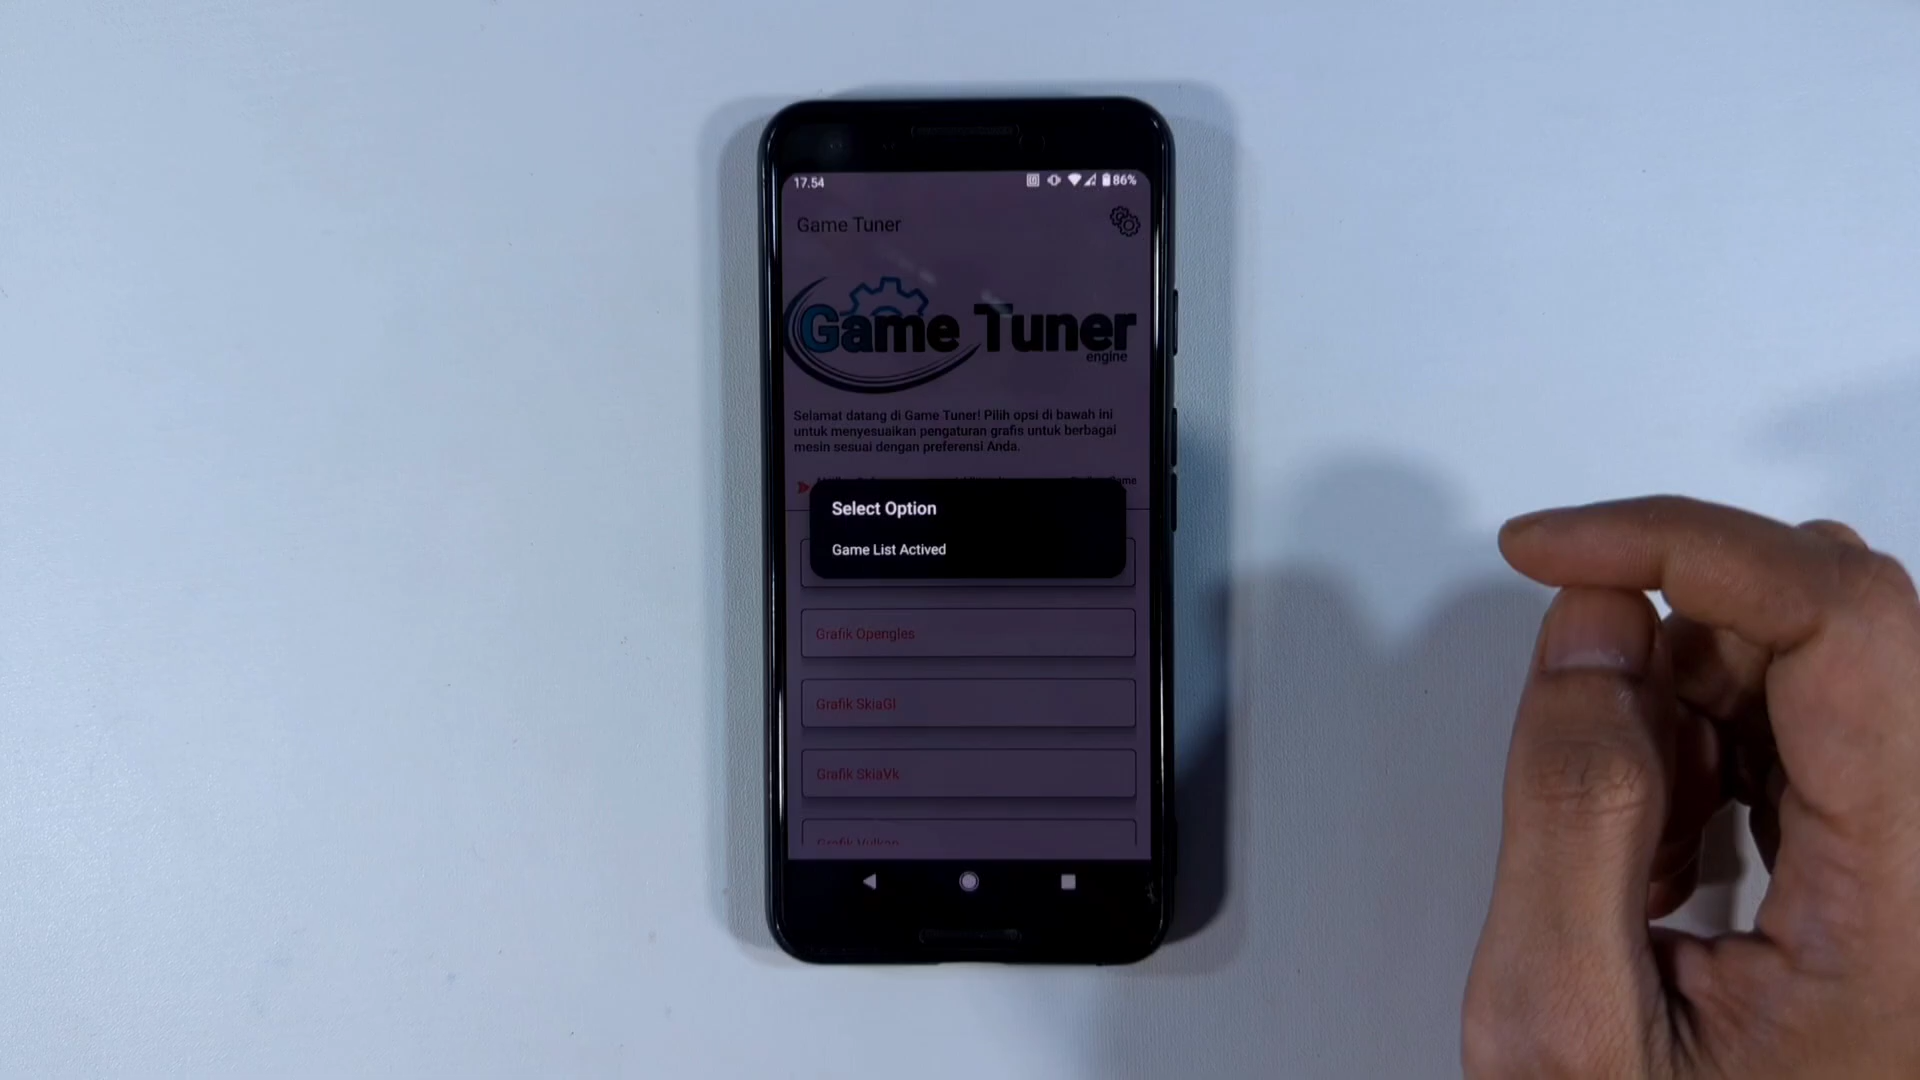 17.54
86%
Game Tuner
Game Tuner
engine
Selamat datang di Game Tuner! Pilih opsi di bawah ini
untuk menyesuaikan pengaturan grafis untuk berbagai
mesin sesuai dengan preferensi Anda.
Select Option
Game List Actived
Grafik Opengles
Grafik SkiaGl
Grafik SkiaVk
Grafik Vulkan